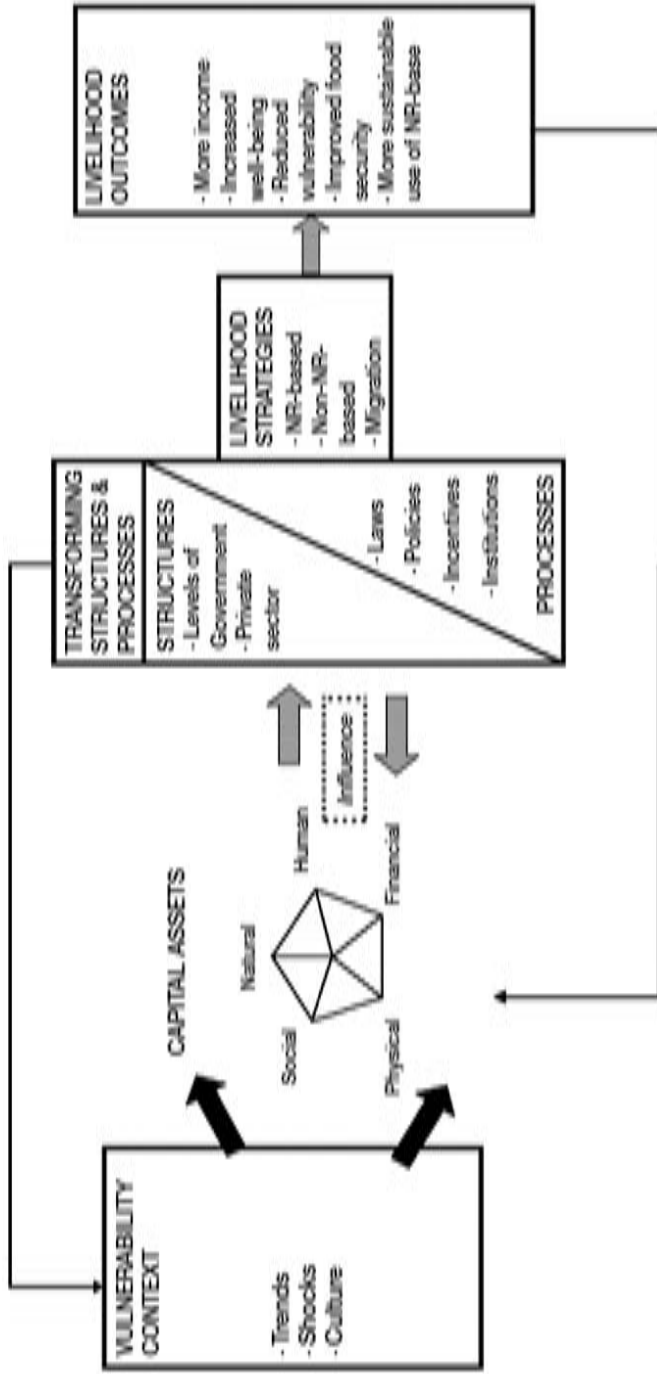 VULNERABILITY
CONTEXT
- Trends
- Shocks
- Culture
CAPITAL ASSETS
Natural
Social
Human
Physical
Financial
Influence
TRANSFORMING
STRUCTURES &
PROCESSES
STRUCTURES
- Levels of
Government
- Private
sector
- Laws
- Policies
- Incentives
- Institutions
PROCESSES
LIVELIHOOD
STRATEGIES
- NR-based
- Non-NR-
based
- Migration
LIVELIHOOD
OUTCOMES
- More income
- Increased
well-being
- Reduced
vulnerability
- Improved food
security
- More sustainable
use of NR-base